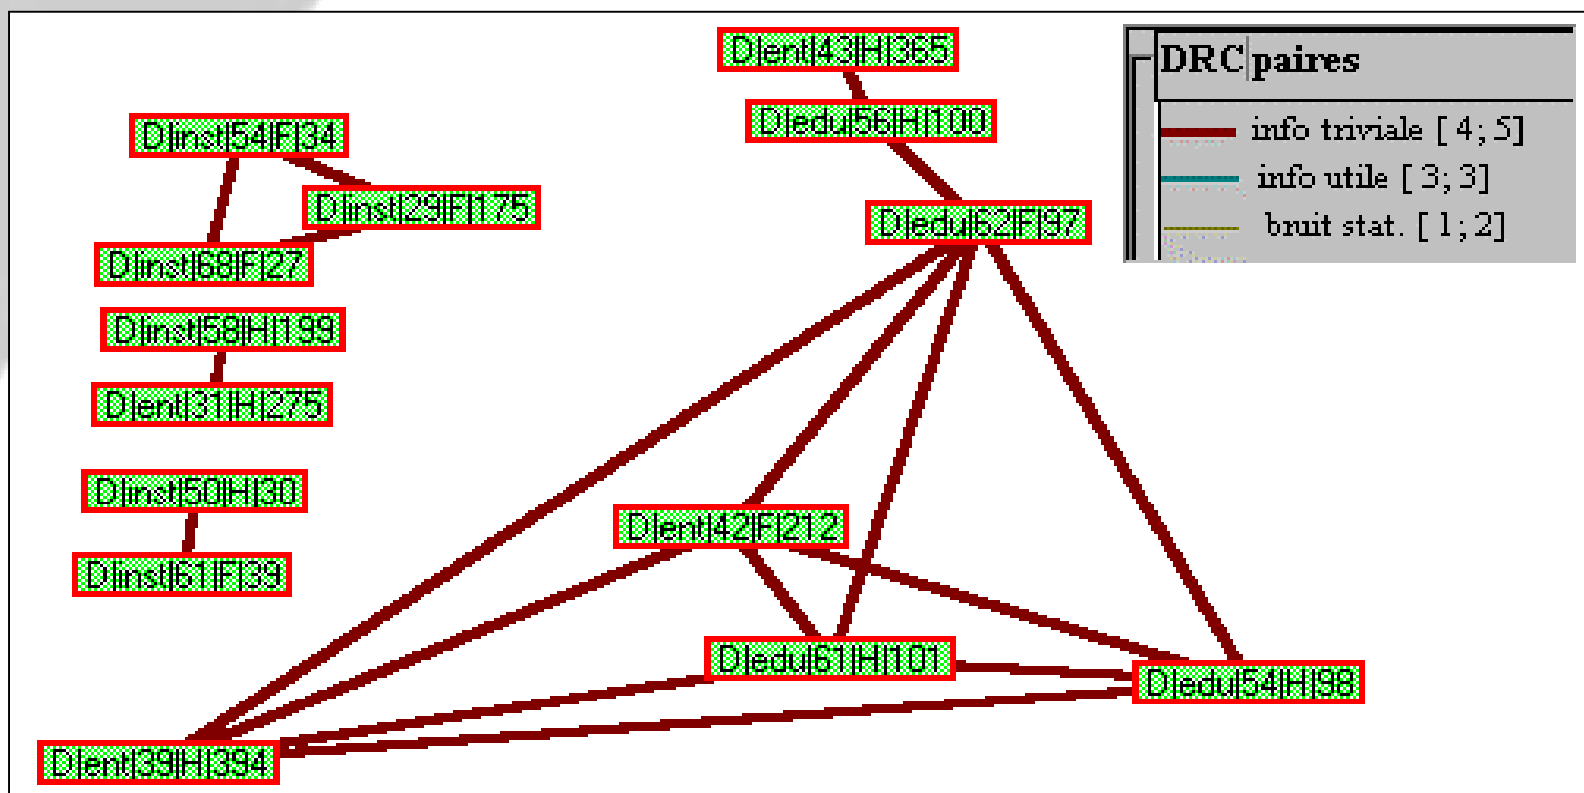 D|ent|43|H|365
D|edu|56|H|100
D|inst|54|F|34
D|inst|29|F|175
D|edu|62|F|97
D|inst|68|F|27
D|inst|58|H|199
D|ent|31|H|275
D|inst|50|H|30
D|ent|42|F|212
D|inst|61|F|39
D|edu|61|H|101
D|edu|54|H|98
D|ent|39|H|394
DRC paires
info triviale [ 4; 5]
info utile [ 3; 3]
bruit stat. [ 1; 2]